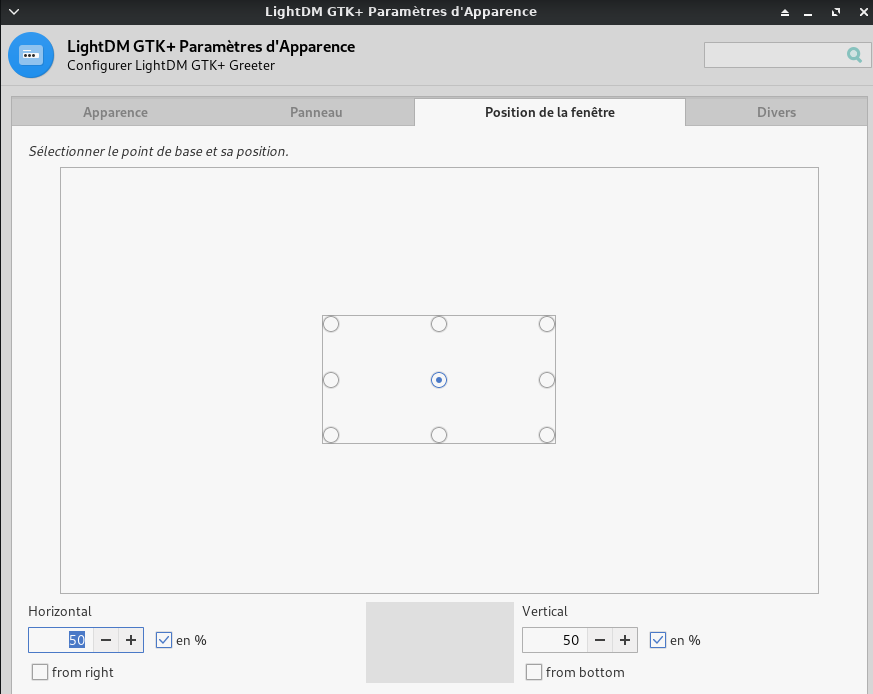 LightDM GTK+ Paramètres d'Apparence
LightDM GTK+ Paramètres d'Apparence
Configurer LightDM GTK+ Greeter
Apparence Panneau Position de la fenêtre Divers
Sélectionner le point de base et sa position.
Horizontal Vertical
50 en % 50 en %
from right from bottom